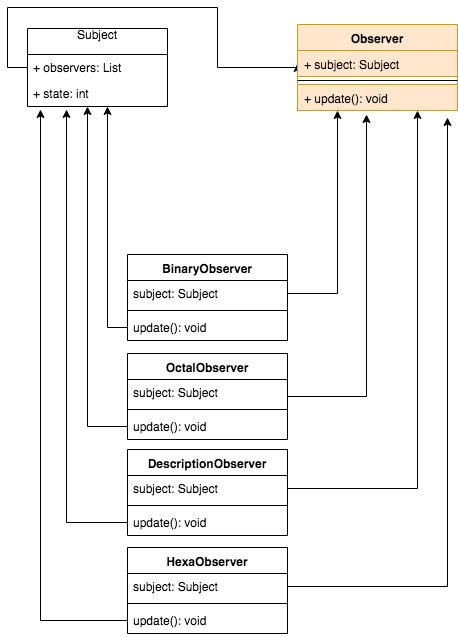 Subject
+ observers: List
+ state: int
Observer
+ subject: Subject
+ update(): void
BinaryObserver
subject: Subject
update(): void
OctalObserver
subject: Subject
update(): void
DescriptionObserver
subject: Subject
update(): void
HexaObserver
subject: Subject
update(): void